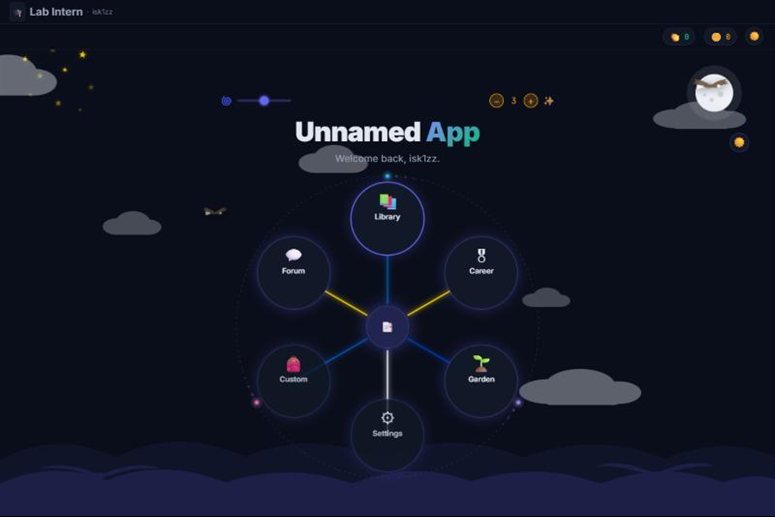 Lab Intern · isk1zz
0 0
− 3 +
Unnamed App
Welcome back, isk1zz.
Library
Forum
Career
Custom
Garden
Settings